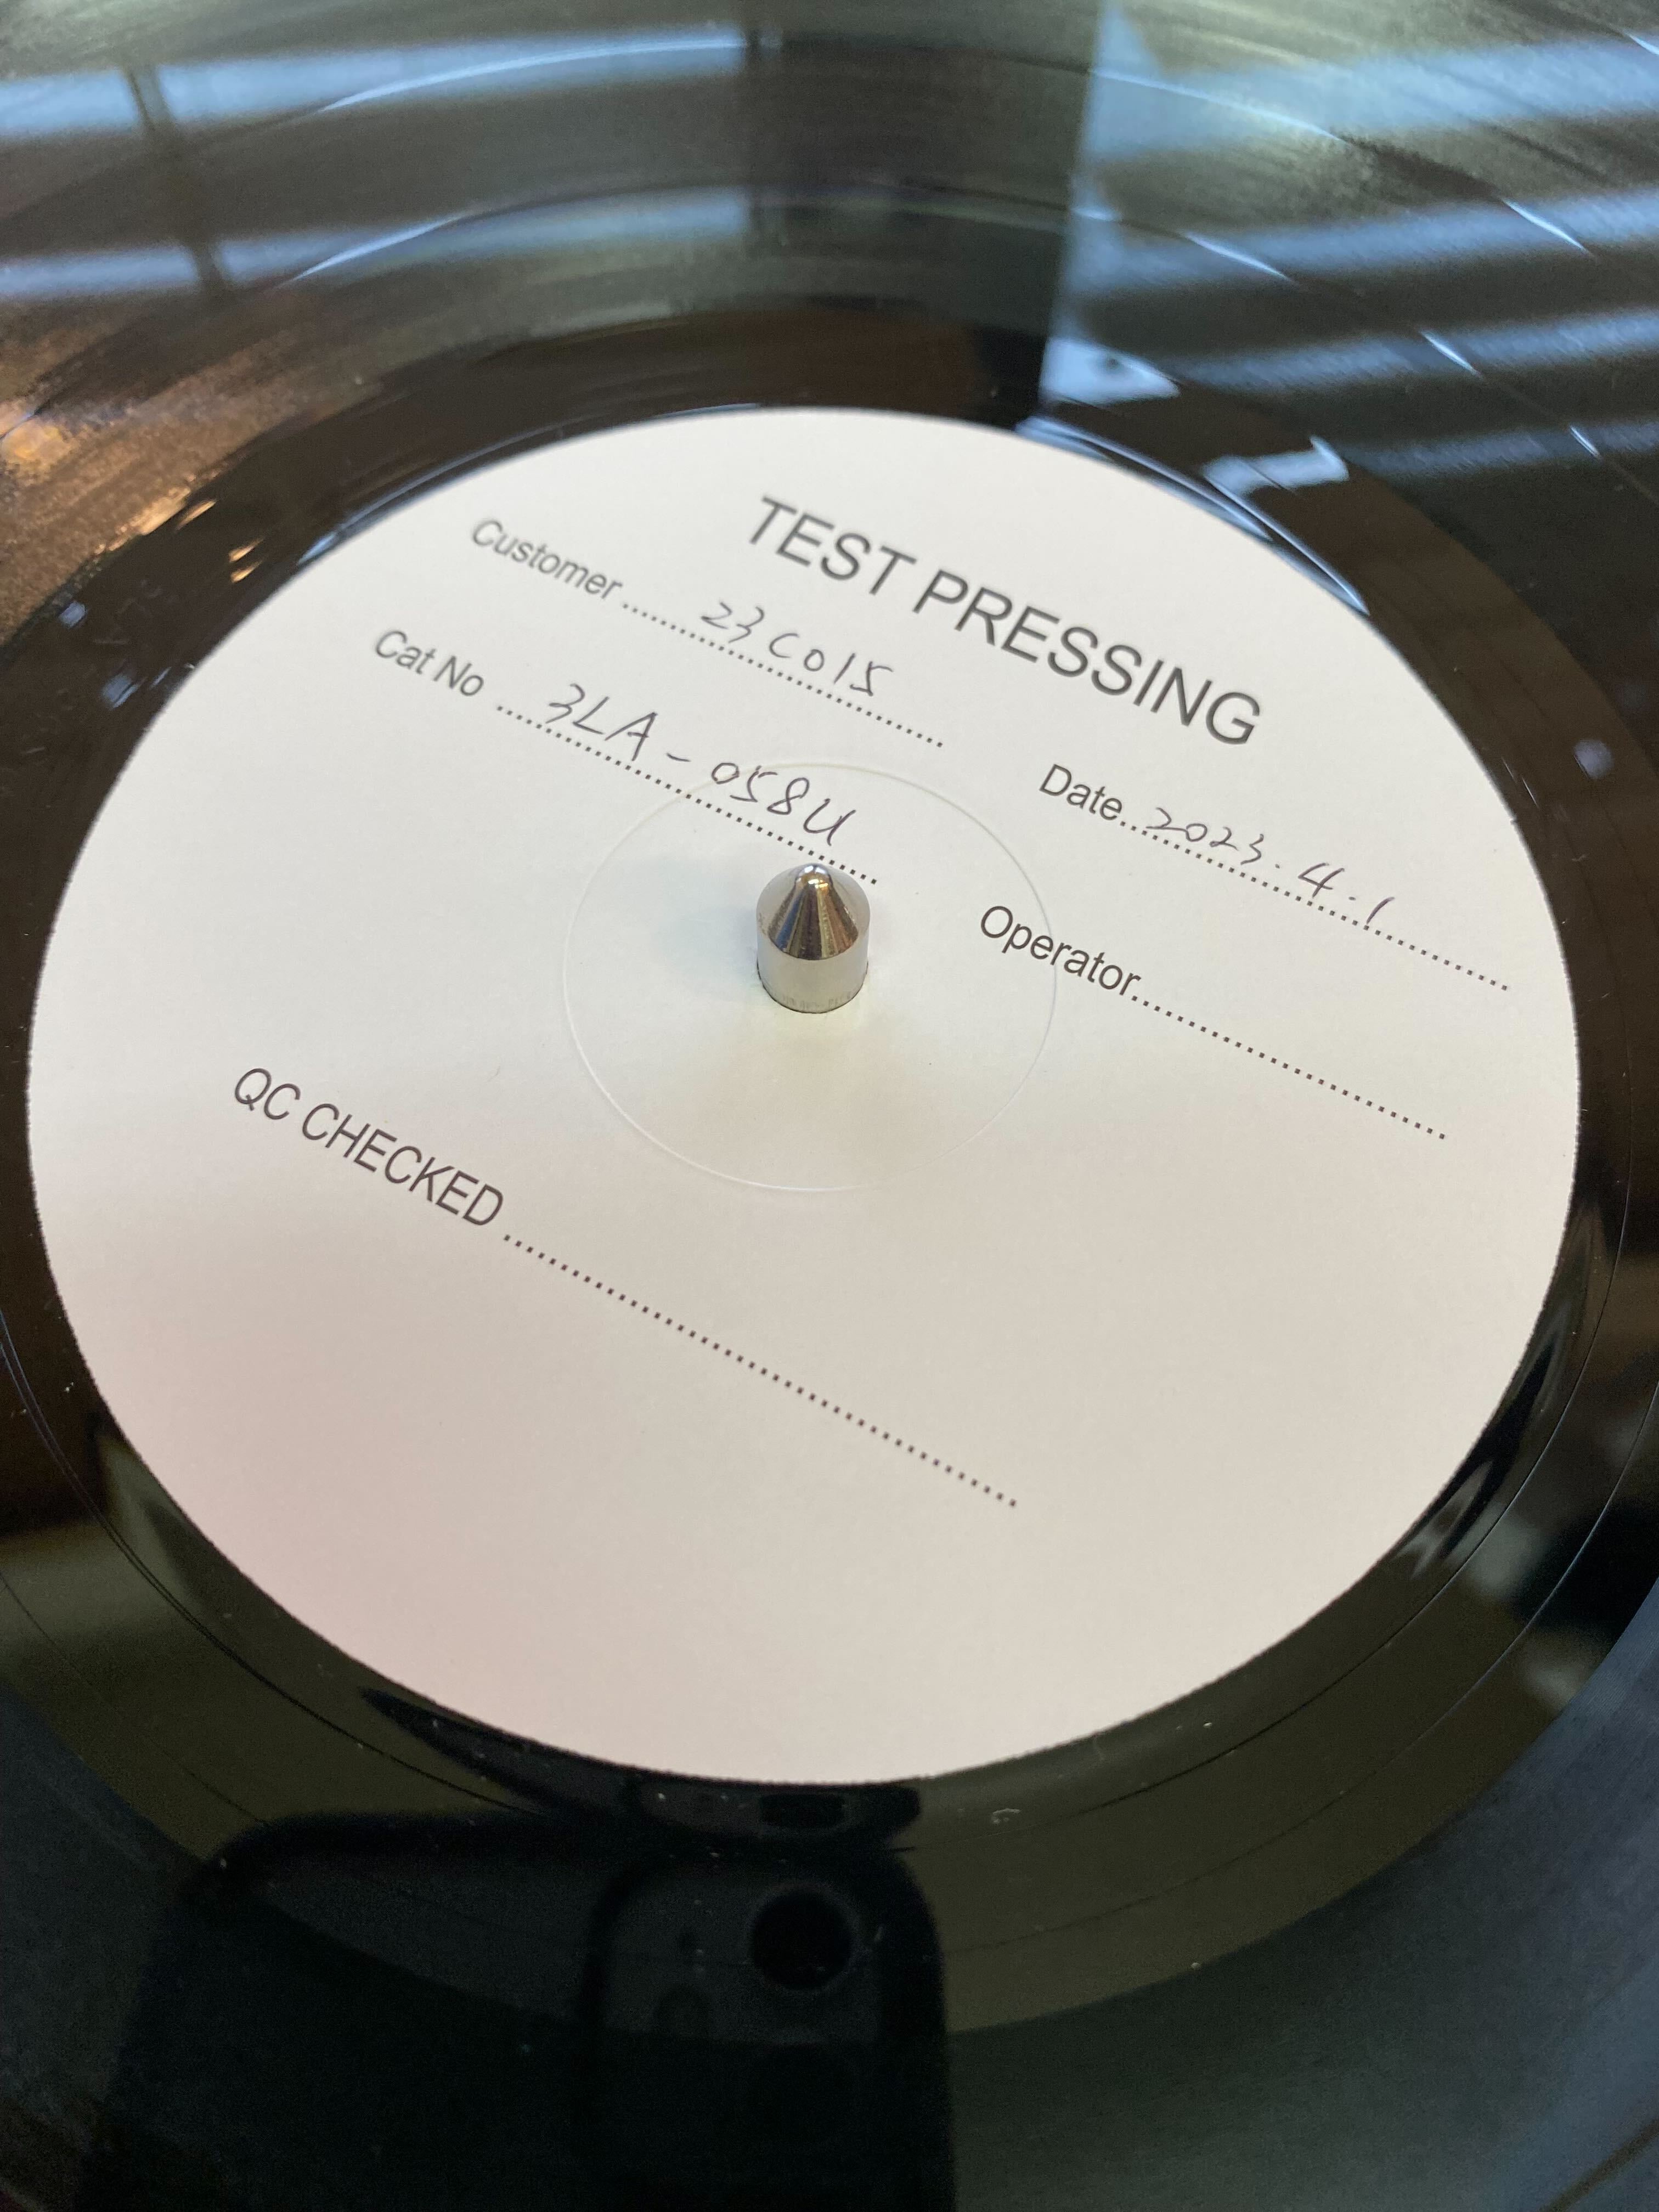 TEST PRESSING
Customer 23C015
Date 2023.4.1
Cat No 3LA-058U
Operator
QC CHECKED